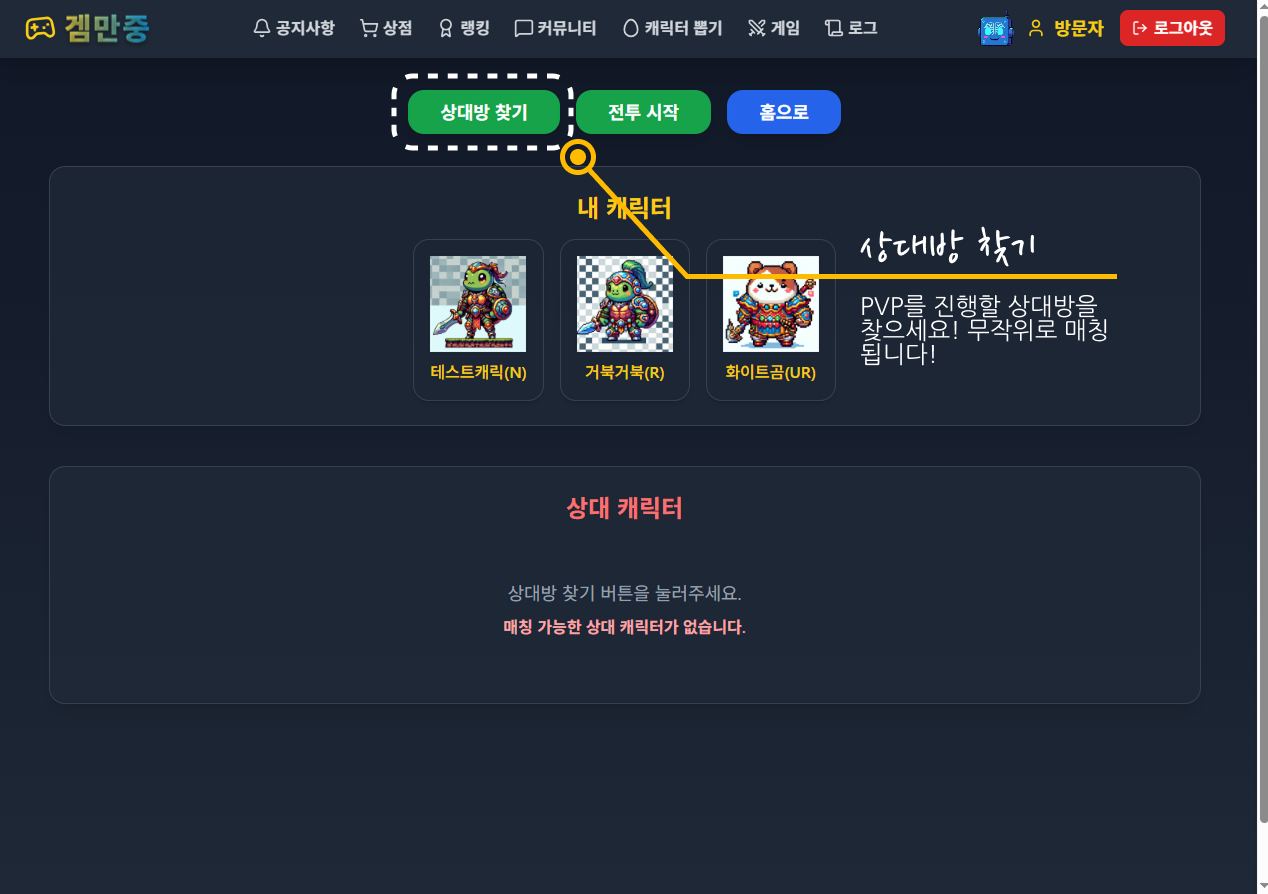 겜만중
공지사항
상점
랭킹
커뮤니티
캐릭터 뽑기
게임
로그
방문자
로그아웃
상대방 찾기
전투 시작
홈으로
내 캐릭터
테스트캐릭(N)
거북거북(R)
화이트곰(UR)
상대방 찾기
PVP를 진행할 상대방을
찾으세요! 무작위로 매칭
됩니다!
상대 캐릭터
상대방 찾기 버튼을 눌러주세요.
매칭 가능한 상대 캐릭터가 없습니다.